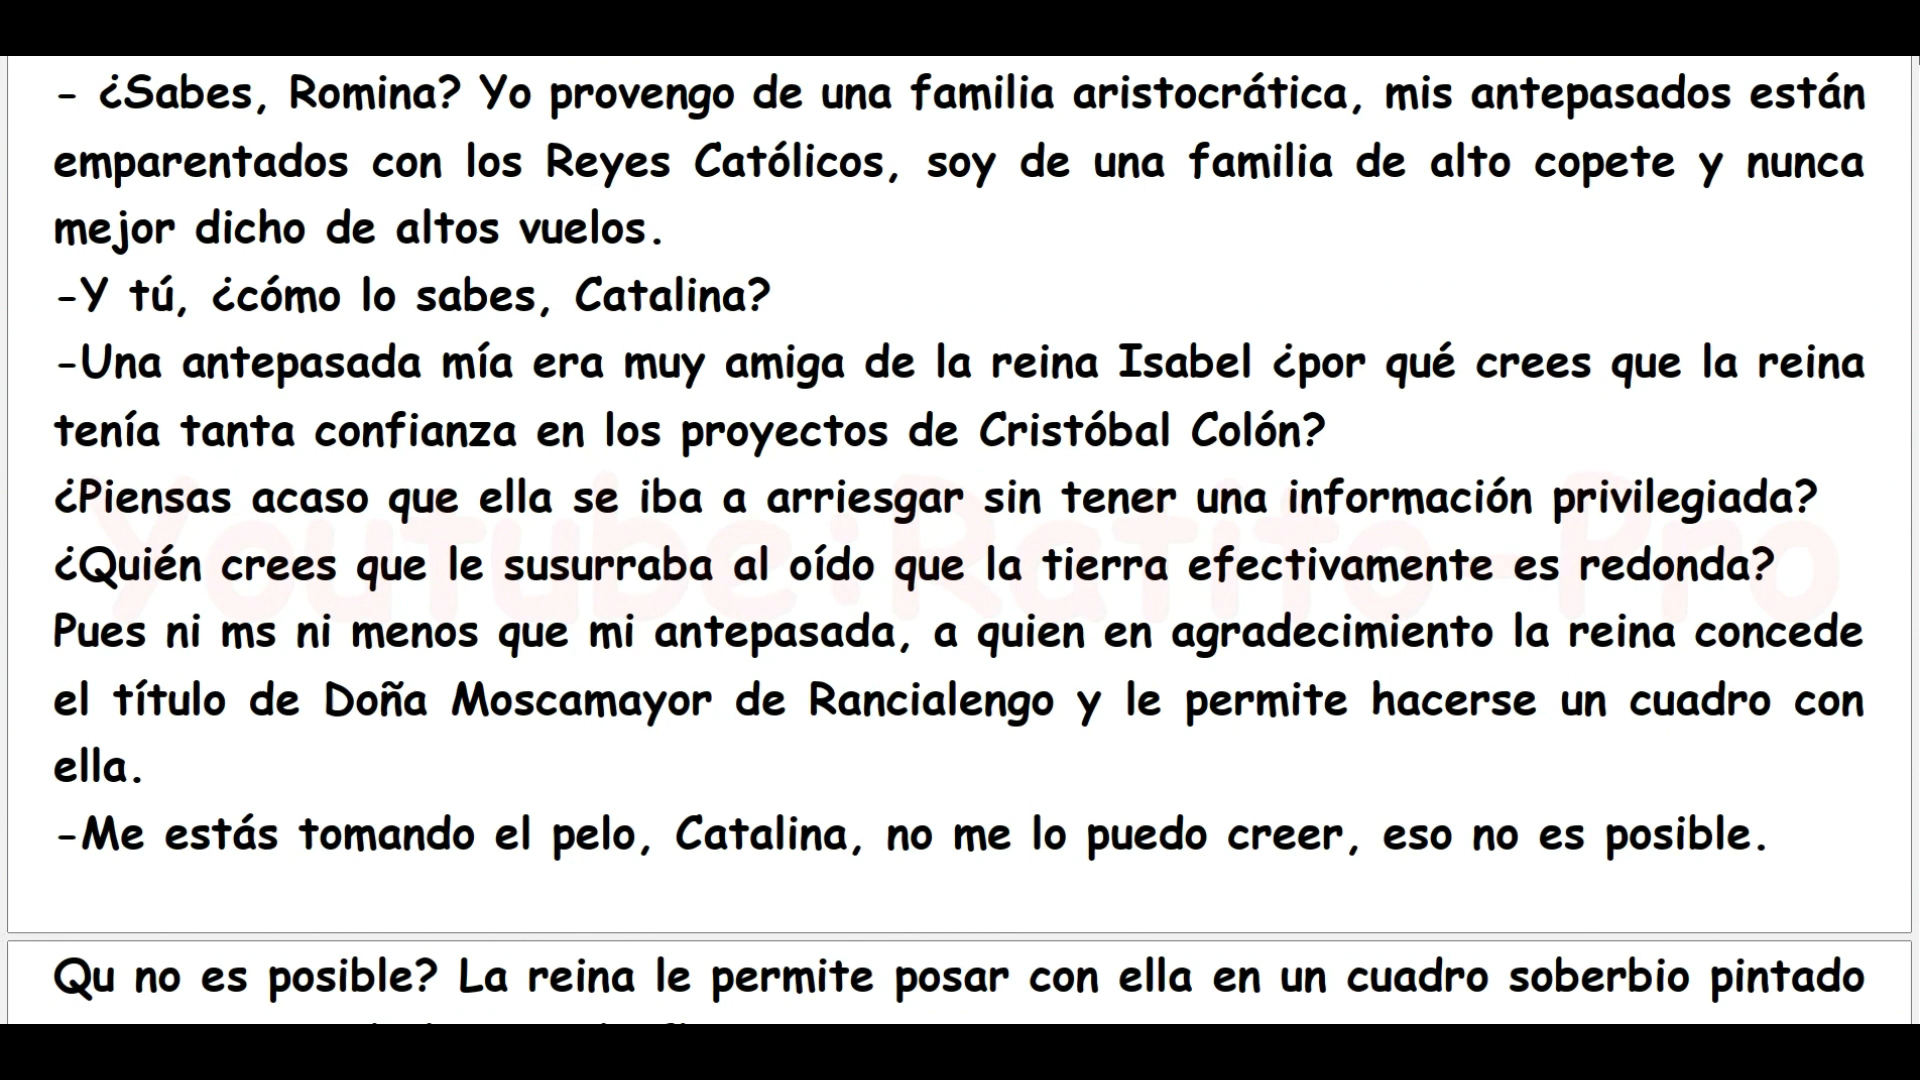 - ¿Sabes, Romina? Yo provengo de una familia aristocrática, mis antepasados están
emparentados con los Reyes Católicos, soy de una familia de alto copete y nunca
mejor dicho de altos vuelos.
-Y tú, ¿cómo lo sabes, Catalina?
-Una antepasada mía era muy amiga de la reina Isabel ¿por qué crees que la reina
tenía tanta confianza en los proyectos de Cristóbal Colón?
¿Piensas acaso que ella se iba a arriesgar sin tener una información privilegiada?
Youtube:Ratito-Pro
¿Quién crees que le susurraba al oído que la tierra efectivamente es redonda?
Pues ni ms ni menos que mi antepasada, a quien en agradecimiento la reina concede
el título de Doña Moscamayor de Rancialengo y le permite hacerse un cuadro con
ella.
-Me estás tomando el pelo, Catalina, no me lo puedo creer, eso no es posible.
Qu no es posible? La reina le permite posar con ella en un cuadro soberbio pintado